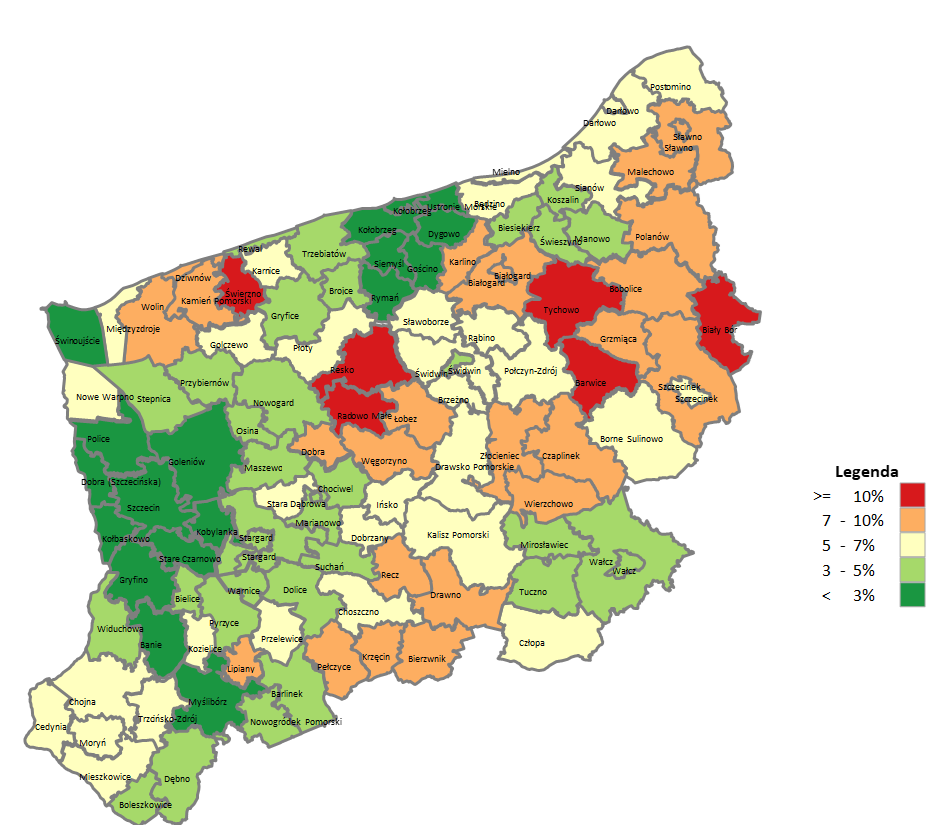 Postomino
Darłowo
Darłowo
Sławno
Sławno
Mielno
Malechowo
Sianów
Koszalin
Będzino
Ustronie Morskie
Kołobrzeg
Kołobrzeg
Dygowo
Biesiekierz
Świeszyno
Manowo
Polanów
Rewal
Trzebiatów
Karnice
Siemyśl
Gościno
Karlino
Białogard
Białogard
Bobolice
Dziwnów
Świerzno
Kamień Pomorski
Wolin
Brojce
Rymań
Tychowo
Gryfice
Sławoborze
Biały Bór
Międzyzdroje
Świnoujście
Golczewo
Płoty
Rąbino
Grzmiąca
Resko
Świdwin
Świdwin
Połczyn-Zdrój
Barwice
Szczecinek
Szczecinek
Nowe Warpno
Stepnica
Przybiernów
Nowogard
Radowo Małe
Łobez
Brzeżno
Osina
Police
Goleniów
Borne Sulinowo
Dobra
Węgorzyno
Złocieniec
Czaplinek
Drawsko Pomorskie
Maszewo
Dobra (Szczecińska)
Chociwel
Legenda
>= 10%
7 - 10%
5 - 7%
3 - 5%
< 3%
Szczecin
Stara Dąbrowa
Ińsko
Wierzchowo
Marianowo
Kobylanka
Stargard
Kołbaskowo
Dobrzany
Kalisz Pomorski
Mirosławiec
Stare Czarnowo
Stargard
Suchań
Wałcz
Wałcz
Gryfino
Recz
Bielice
Warnice
Dolice
Drawno
Tuczno
Choszczno
Widuchowa
Pyrzyce
Banie
Kozielice
Przelewice
Człopa
Lipiany
Pełczyce
Krzęcin
Bierzwnik
Chojna
Myślibórz
Barlinek
Trzcińsko-Zdrój
Nowogródek Pomorski
Cedynia
Moryń
Mieszkowice
Dębno
Boleszkowice